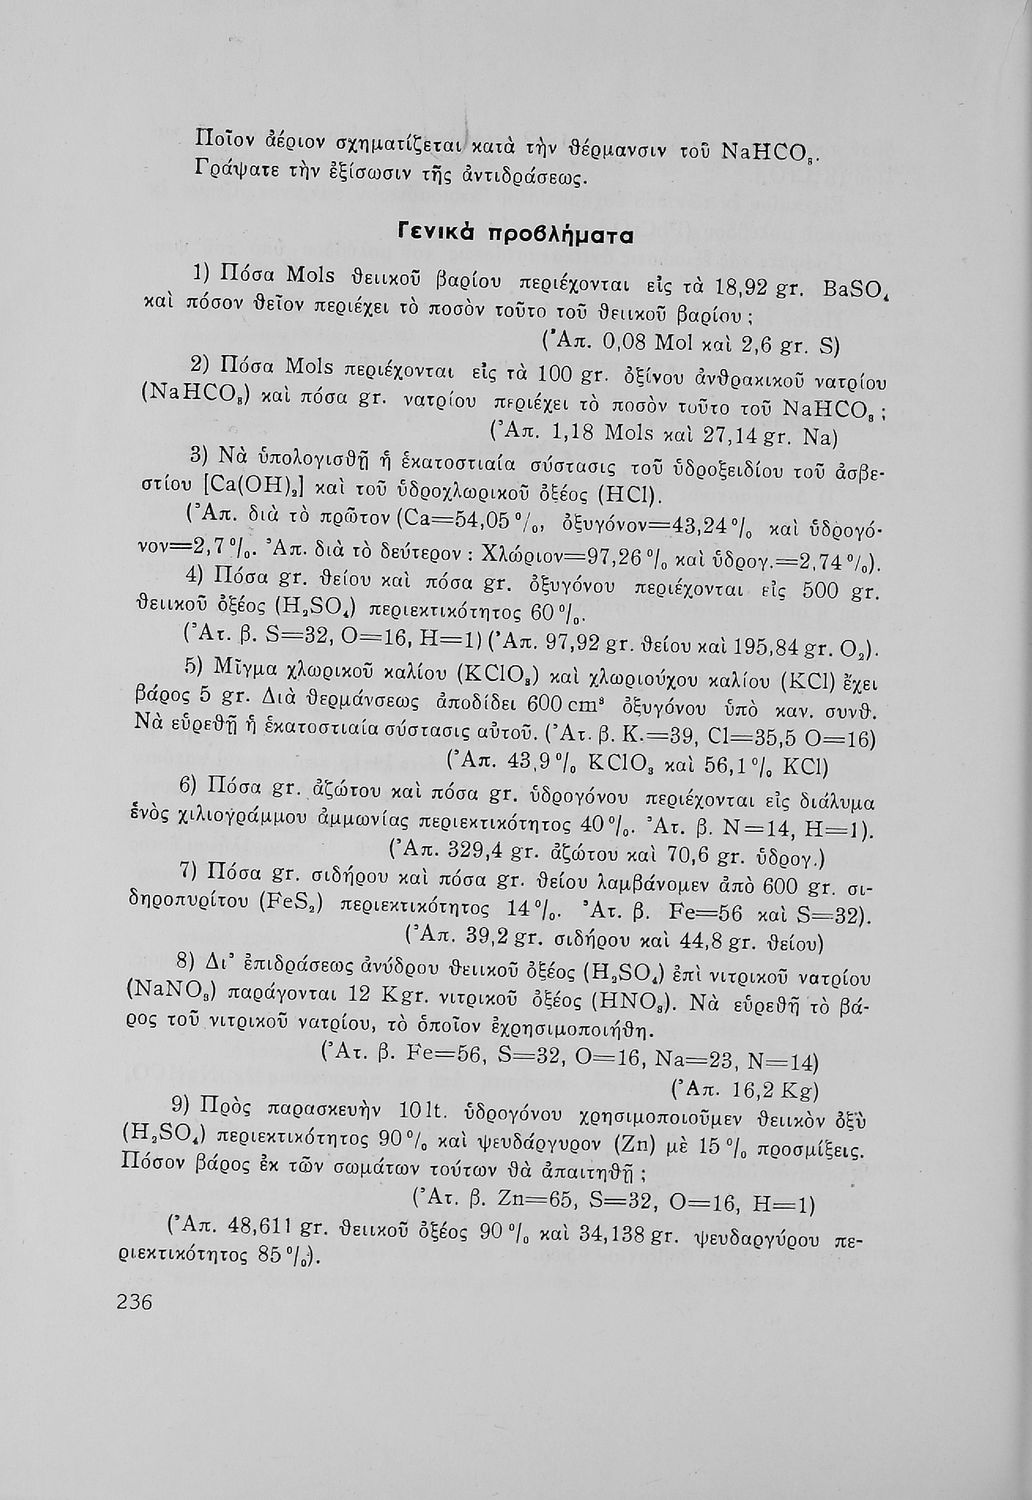 Ποῖον ἀέριον σχηματίζεται κατὰ τὴν θέρμανσιν τοῦ NaHCO₃.
Γράψατε τὴν ἐξίσωσιν τῆς ἀντιδράσεως.
Γενικὰ προβλήματα
1) Πόσα Mols θειικοῦ βαρίου περιέχονται εἰς τὰ 18,92 gr. BaSO₄
καὶ πόσον θεῖον περιέχει τὸ ποσὸν τοῦτο τοῦ θειικοῦ βαρίου ;
(Ἀπ. 0,08 Mol καὶ 2,6 gr. S)
2) Πόσα Mols περιέχονται εἰς τὰ 100 gr. ὀξίνου ἀνθρακικοῦ νατρίου
(NaHCO₃) καὶ πόσα gr. νατρίου περιέχει τὸ ποσὸν τοῦτο τοῦ NaHCO₃ ;
(Ἀπ. 1,18 Mols καὶ 27,14 gr. Na)
3) Νὰ ὑπολογισθῇ ἡ ἑκατοστιαία σύστασις τοῦ ὑδροξειδίου τοῦ ἀσβε-
στίου [Ca(OH)₂] καὶ τοῦ ὑδροχλωρικοῦ ὀξέος (HCl).
(Ἀπ. διὰ τὸ πρῶτον (Ca=54,05 %, ὀξυγόνον=43,24 % καὶ ὑδρογό-
νον=2,7 %. Ἀπ. διὰ τὸ δεύτερον : Χλώριον=97,26 % καὶ ὑδρογ.=2,74 %).
4) Πόσα gr. θείου καὶ πόσα gr. ὀξυγόνου περιέχονται εἰς 500 gr.
θειικοῦ ὀξέος (H₂SO₄) περιεκτικότητος 60 %.
(Ἀτ. β. S=32, O=16, H=1) (Ἀπ. 97,92 gr. θείου καὶ 195,84 gr. O₂).
5) Μῖγμα χλωρικοῦ καλίου (KClO₃) καὶ χλωριούχου καλίου (KCl) ἔχει
βάρος 5 gr. Διὰ θερμάνσεως ἀποδίδει 600 cm³ ὀξυγόνου ὑπὸ καν. συνθ.
Νὰ εὑρεθῇ ἡ ἑκατοστιαία σύστασις αὐτοῦ. (Ἀτ. β. K.=39, Cl=35,5 O=16)
(Ἀπ. 43,9 % KClO₃ καὶ 56,1 % KCl)
6) Πόσα gr. ἀζώτου καὶ πόσα gr. ὑδρογόνου περιέχονται εἰς διάλυμα
ἑνὸς χιλιογράμμου ἀμμωνίας περιεκτικότητος 40 %. Ἀτ. β. N=14, H=1).
(Ἀπ. 329,4 gr. ἀζώτου καὶ 70,6 gr. ὑδρογ.)
7) Πόσα gr. σιδήρου καὶ πόσα gr. θείου λαμβάνομεν ἀπὸ 600 gr. σι-
δηροπυρίτου (FeS₂) περιεκτικότητος 14 %. Ἀτ. β. Fe=56 καὶ S=32).
(Ἀπ. 39,2 gr. σιδήρου καὶ 44,8 gr. θείου)
8) Δι’ ἐπιδράσεως ἀνύδρου θειικοῦ ὀξέος (H₂SO₄) ἐπὶ νιτρικοῦ νατρίου
(NaNO₃) παράγονται 12 Kgr. νιτρικοῦ ὀξέος (HNO₃). Νὰ εὑρεθῇ τὸ βά-
ρος τοῦ νιτρικοῦ νατρίου, τὸ ὁποῖον ἐχρησιμοποιήθη.
(Ἀτ. β. Fe=56, S=32, O=16, Na=23, N=14)
(Ἀπ. 16,2 Kg)
9) Πρὸς παρασκευὴν 10 lt. ὑδρογόνου χρησιμοποιοῦμεν θειικὸν ὀξὺ
(H₂SO₄) περιεκτικότητος 90 % καὶ ψευδάργυρον (Zn) μὲ 15 % προσμίξεις.
Πόσον βάρος ἐκ τῶν σωμάτων τούτων θὰ ἀπαιτηθῇ ;
(Ἀτ. β. Zn=65, S=32, O=16, H=1)
(Ἀπ. 48,611 gr. θειικοῦ ὀξέος 90 % καὶ 34,138 gr. ψευδαργύρου πε-
ριεκτικότητος 85 %).
236